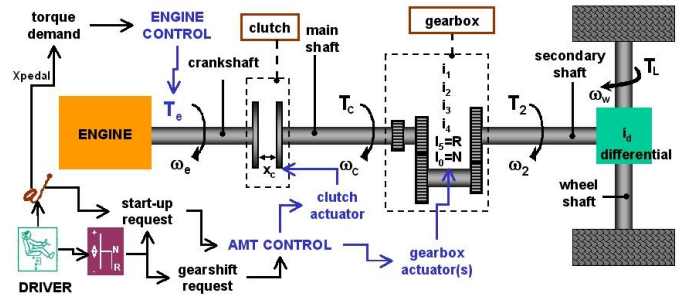 torque
demand
ENGINE
CONTROL
clutch
main
shaft
gearbox
Xpedal
crankshaft
secondary
shaft
i1
i2
i3
i4
I5=R
I0=N
Te
Tc
T2
TL
ωw
ENGINE
xc
ωe
ωc
ω2
id
differential
clutch
actuator
wheel
shaft
start-up
request
AMT CONTROL
gearbox
actuator(s)
A
N
R
gearshift
request
DRIVER